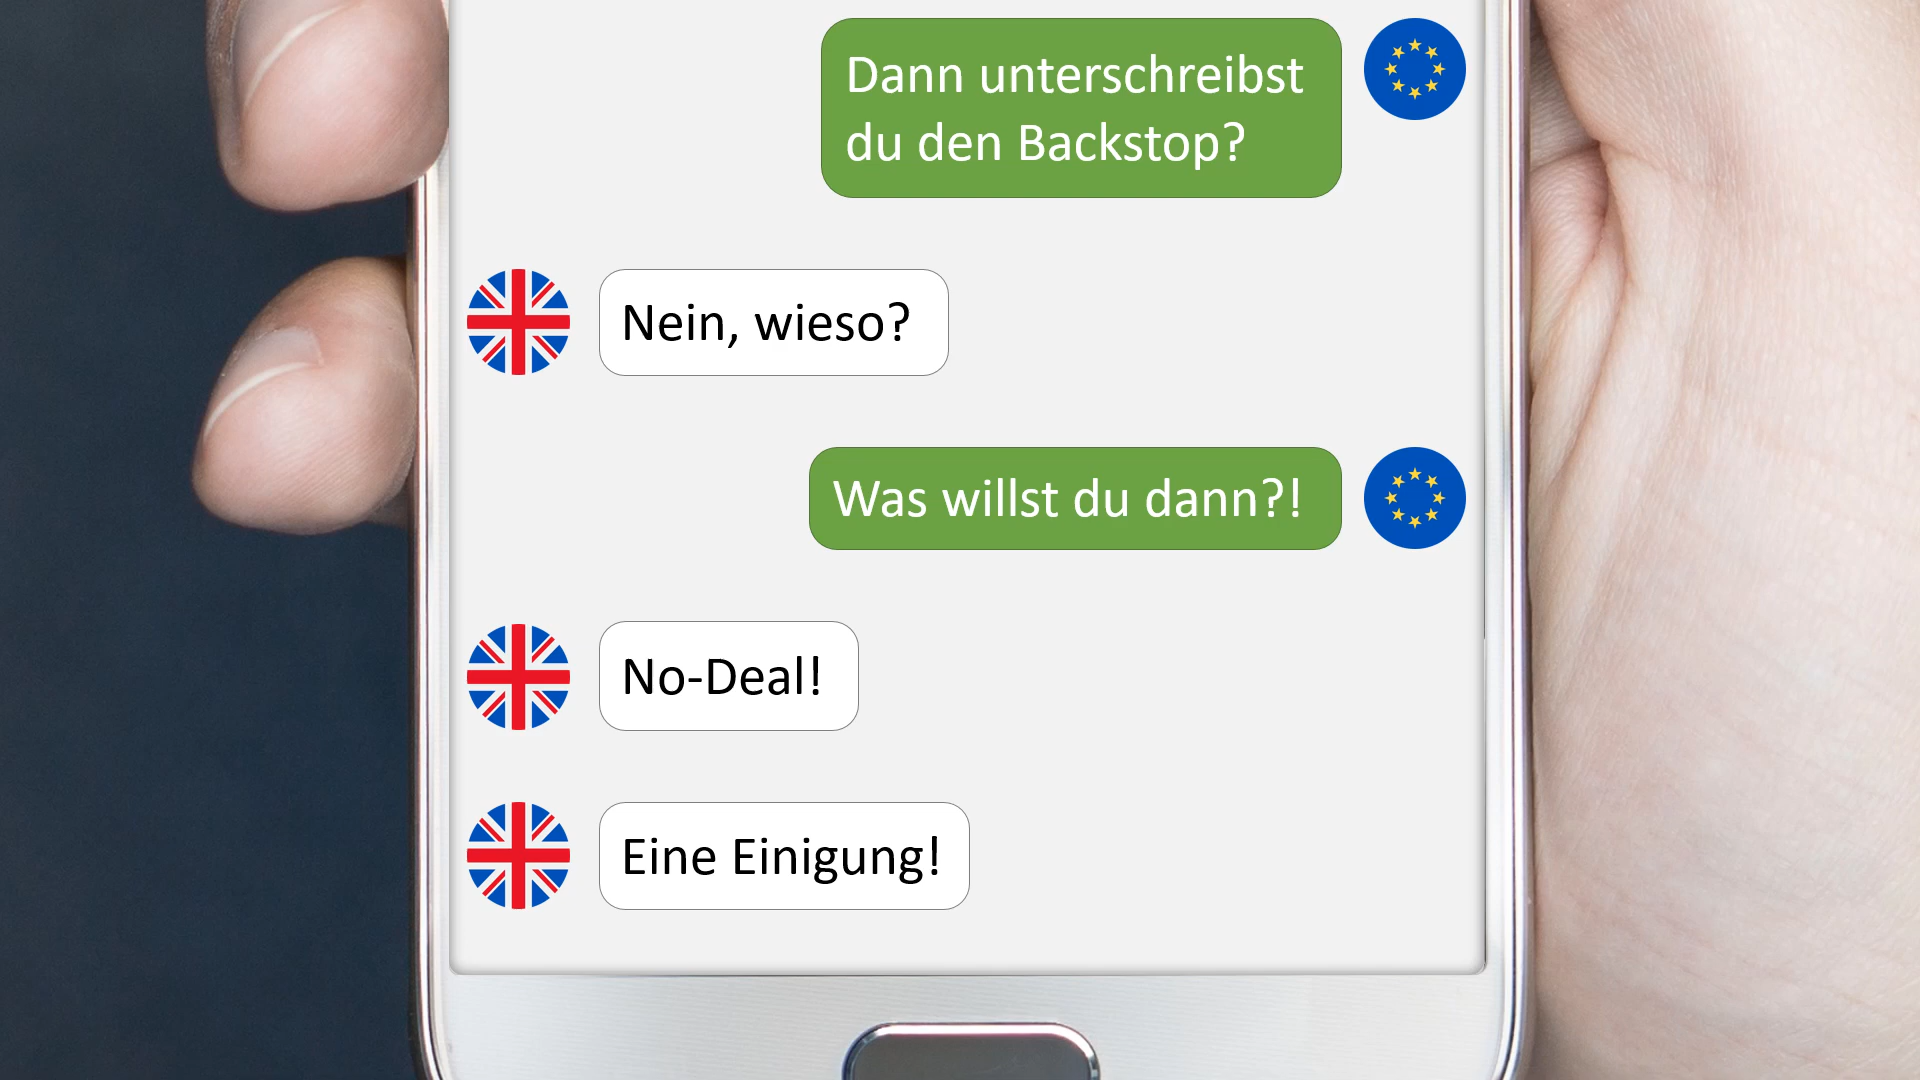 Dann unterschreibst
du den Backstop?
Nein, wieso?
Was willst du dann?!
No-Deal!
Eine Einigung!